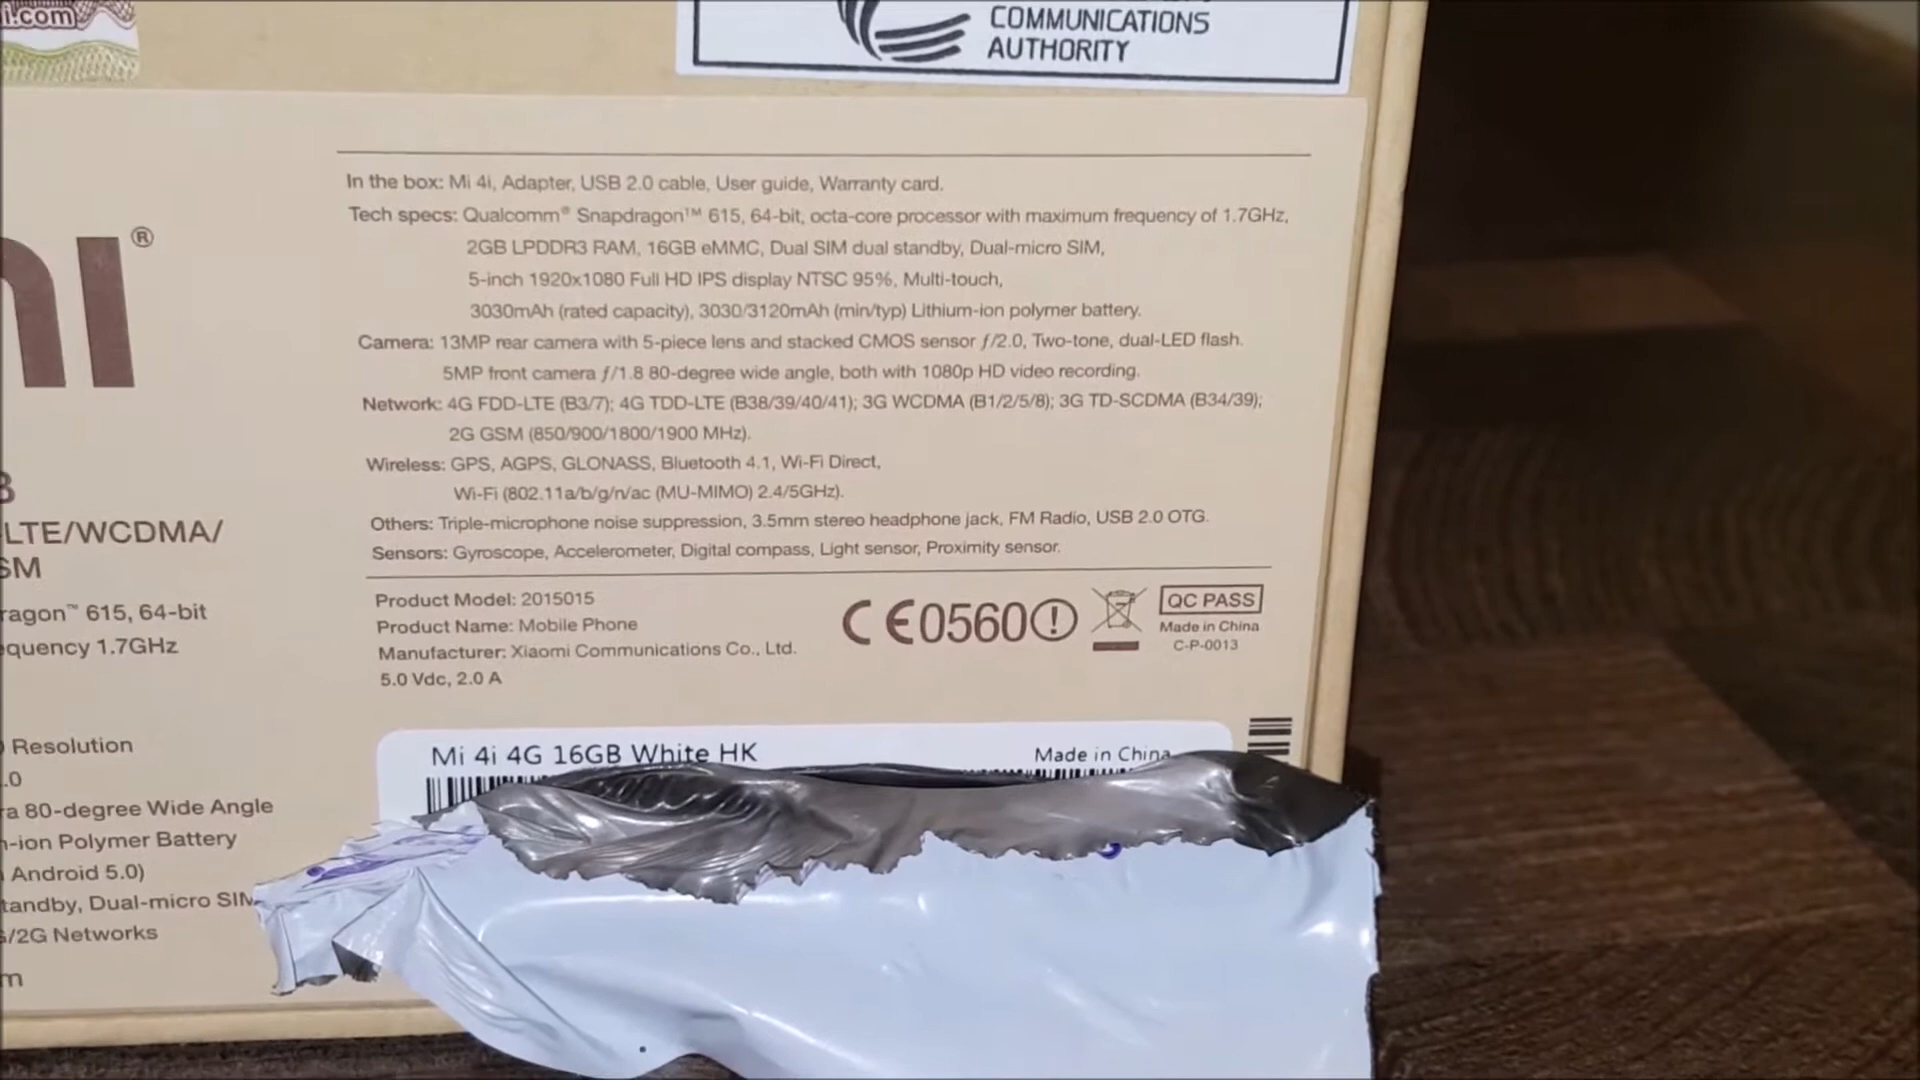 i.com
COMMUNICATIONS
AUTHORITY
®
In the box: Mi 4i, Adapter, USB 2.0 cable, User guide, Warranty card.
Tech specs: Qualcomm® Snapdragon™ 615, 64-bit, octa-core processor with maximum frequency of 1.7GHz,
2GB LPDDR3 RAM, 16GB eMMC, Dual SIM dual standby, Dual-micro SIM,
5-inch 1920x1080 Full HD IPS display NTSC 95%, Multi-touch,
3030mAh (rated capacity), 3030/3120mAh (min/typ) Lithium-ion polymer battery.
Camera: 13MP rear camera with 5-piece lens and stacked CMOS sensor ƒ/2.0, Two-tone, dual-LED flash.
5MP front camera ƒ/1.8 80-degree wide angle, both with 1080p HD video recording.
Network: 4G FDD-LTE (B3/7); 4G TDD-LTE (B38/39/40/41); 3G WCDMA (B1/2/5/8); 3G TD-SCDMA (B34/39);
2G GSM (850/900/1800/1900 MHz).
Wireless: GPS, AGPS, GLONASS, Bluetooth 4.1, Wi-Fi Direct,
Wi-Fi (802.11a/b/g/n/ac (MU-MIMO) 2.4/5GHz).
Others: Triple-microphone noise suppression, 3.5mm stereo headphone jack, FM Radio, USB 2.0 OTG.
Sensors: Gyroscope, Accelerometer, Digital compass, Light sensor, Proximity sensor.
Product Model: 2015015
Product Name: Mobile Phone
Manufacturer: Xiaomi Communications Co., Ltd.
5.0 Vdc, 2.0 A
CE0560
QC PASS
Made in China
C-P-0013
Mi 4i 4G 16GB White HK
Made in China
LTE/WCDMA/
SM
ragon™ 615, 64-bit
equency 1.7GHz
Resolution
.0
ra 80-degree Wide Angle
n-ion Polymer Battery
Android 5.0)
tandby, Dual-micro SIM
/2G Networks
m